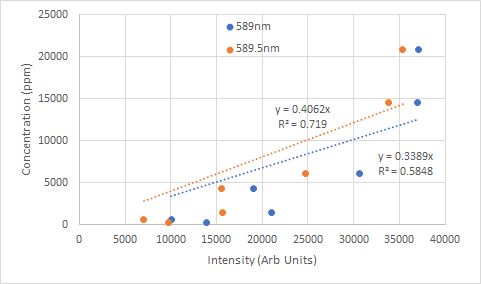 25000
589nm
589.5nm
20000
15000
y = 0.4062x
R² = 0.719
10000
y = 0.3389x
R² = 0.5848
5000
0
0 5000 10000 15000 20000 25000 30000 35000 40000
Concentration (ppm)
Intensity (Arb Units)